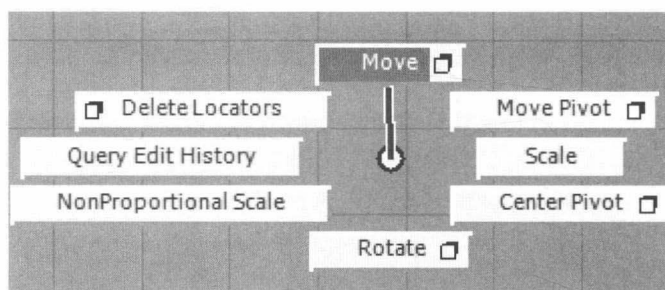 Move
Delete Locators
Move Pivot
Query Edit History
Scale
NonProportional Scale
Center Pivot
Rotate